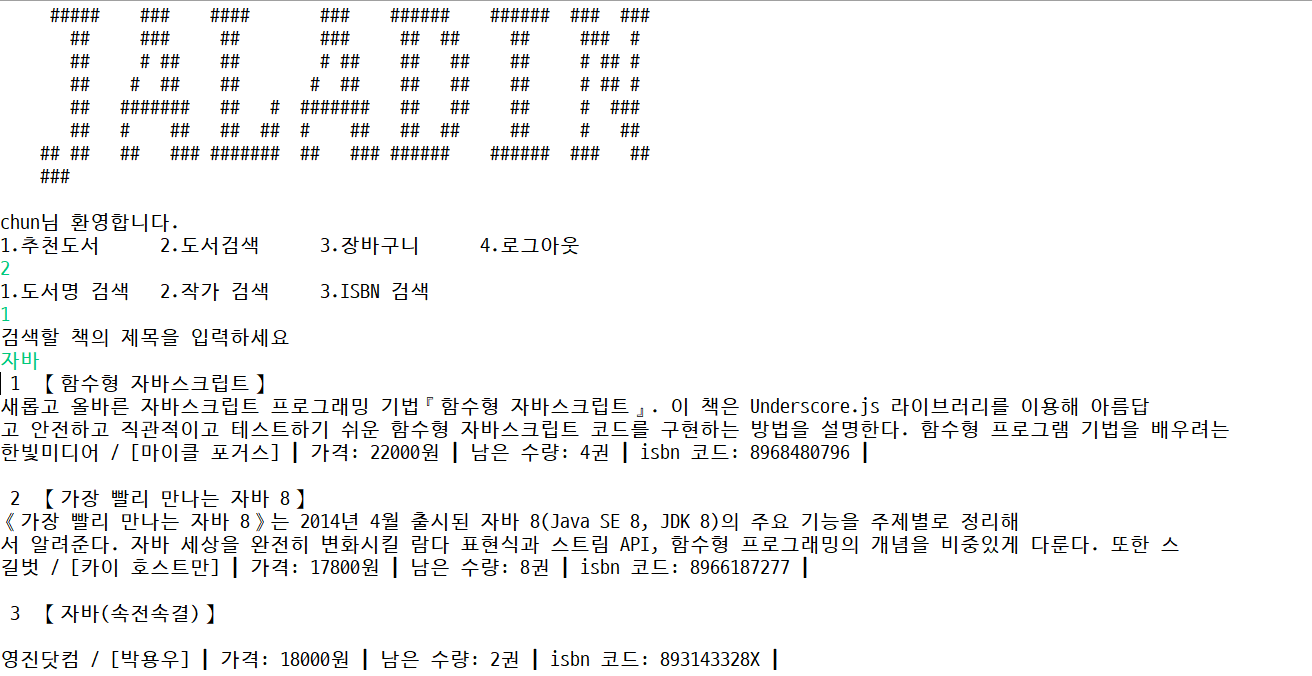 JALADIN
chun님 환영합니다.
1.추천도서 2.도서검색 3.장바구니 4.로그아웃
2
1.도서명 검색 2.작가 검색 3.ISBN 검색
1
검색할 책의 제목을 입력하세요
자바
1 【함수형 자바스크립트】
새롭고 올바른 자바스크립트 프로그래밍 기법『함수형 자바스크립트』. 이 책은 Underscore.js 라이브러리를 이용해 아름답
고 안전하고 직관적이고 테스트하기 쉬운 함수형 자바스크립트 코드를 구현하는 방법을 설명한다. 함수형 프로그램 기법을 배우려는
한빛미디어 / [마이클 포거스] ┃ 가격: 22000원 ┃ 남은 수량: 4권 ┃ isbn 코드: 8968480796 ┃
2 【가장 빨리 만나는 자바 8】
《가장 빨리 만나는 자바 8》는 2014년 4월 출시된 자바 8(Java SE 8, JDK 8)의 주요 기능을 주제별로 정리해
서 알려준다. 자바 세상을 완전히 변화시킬 람다 표현식과 스트림 API, 함수형 프로그래밍의 개념을 비중있게 다룬다. 또한 스
길벗 / [카이 호스트만] ┃ 가격: 17800원 ┃ 남은 수량: 8권 ┃ isbn 코드: 8966187277 ┃
3 【자바(속전속결)】
영진닷컴 / [박용우] ┃ 가격: 18000원 ┃ 남은 수량: 2권 ┃ isbn 코드: 893143328X ┃